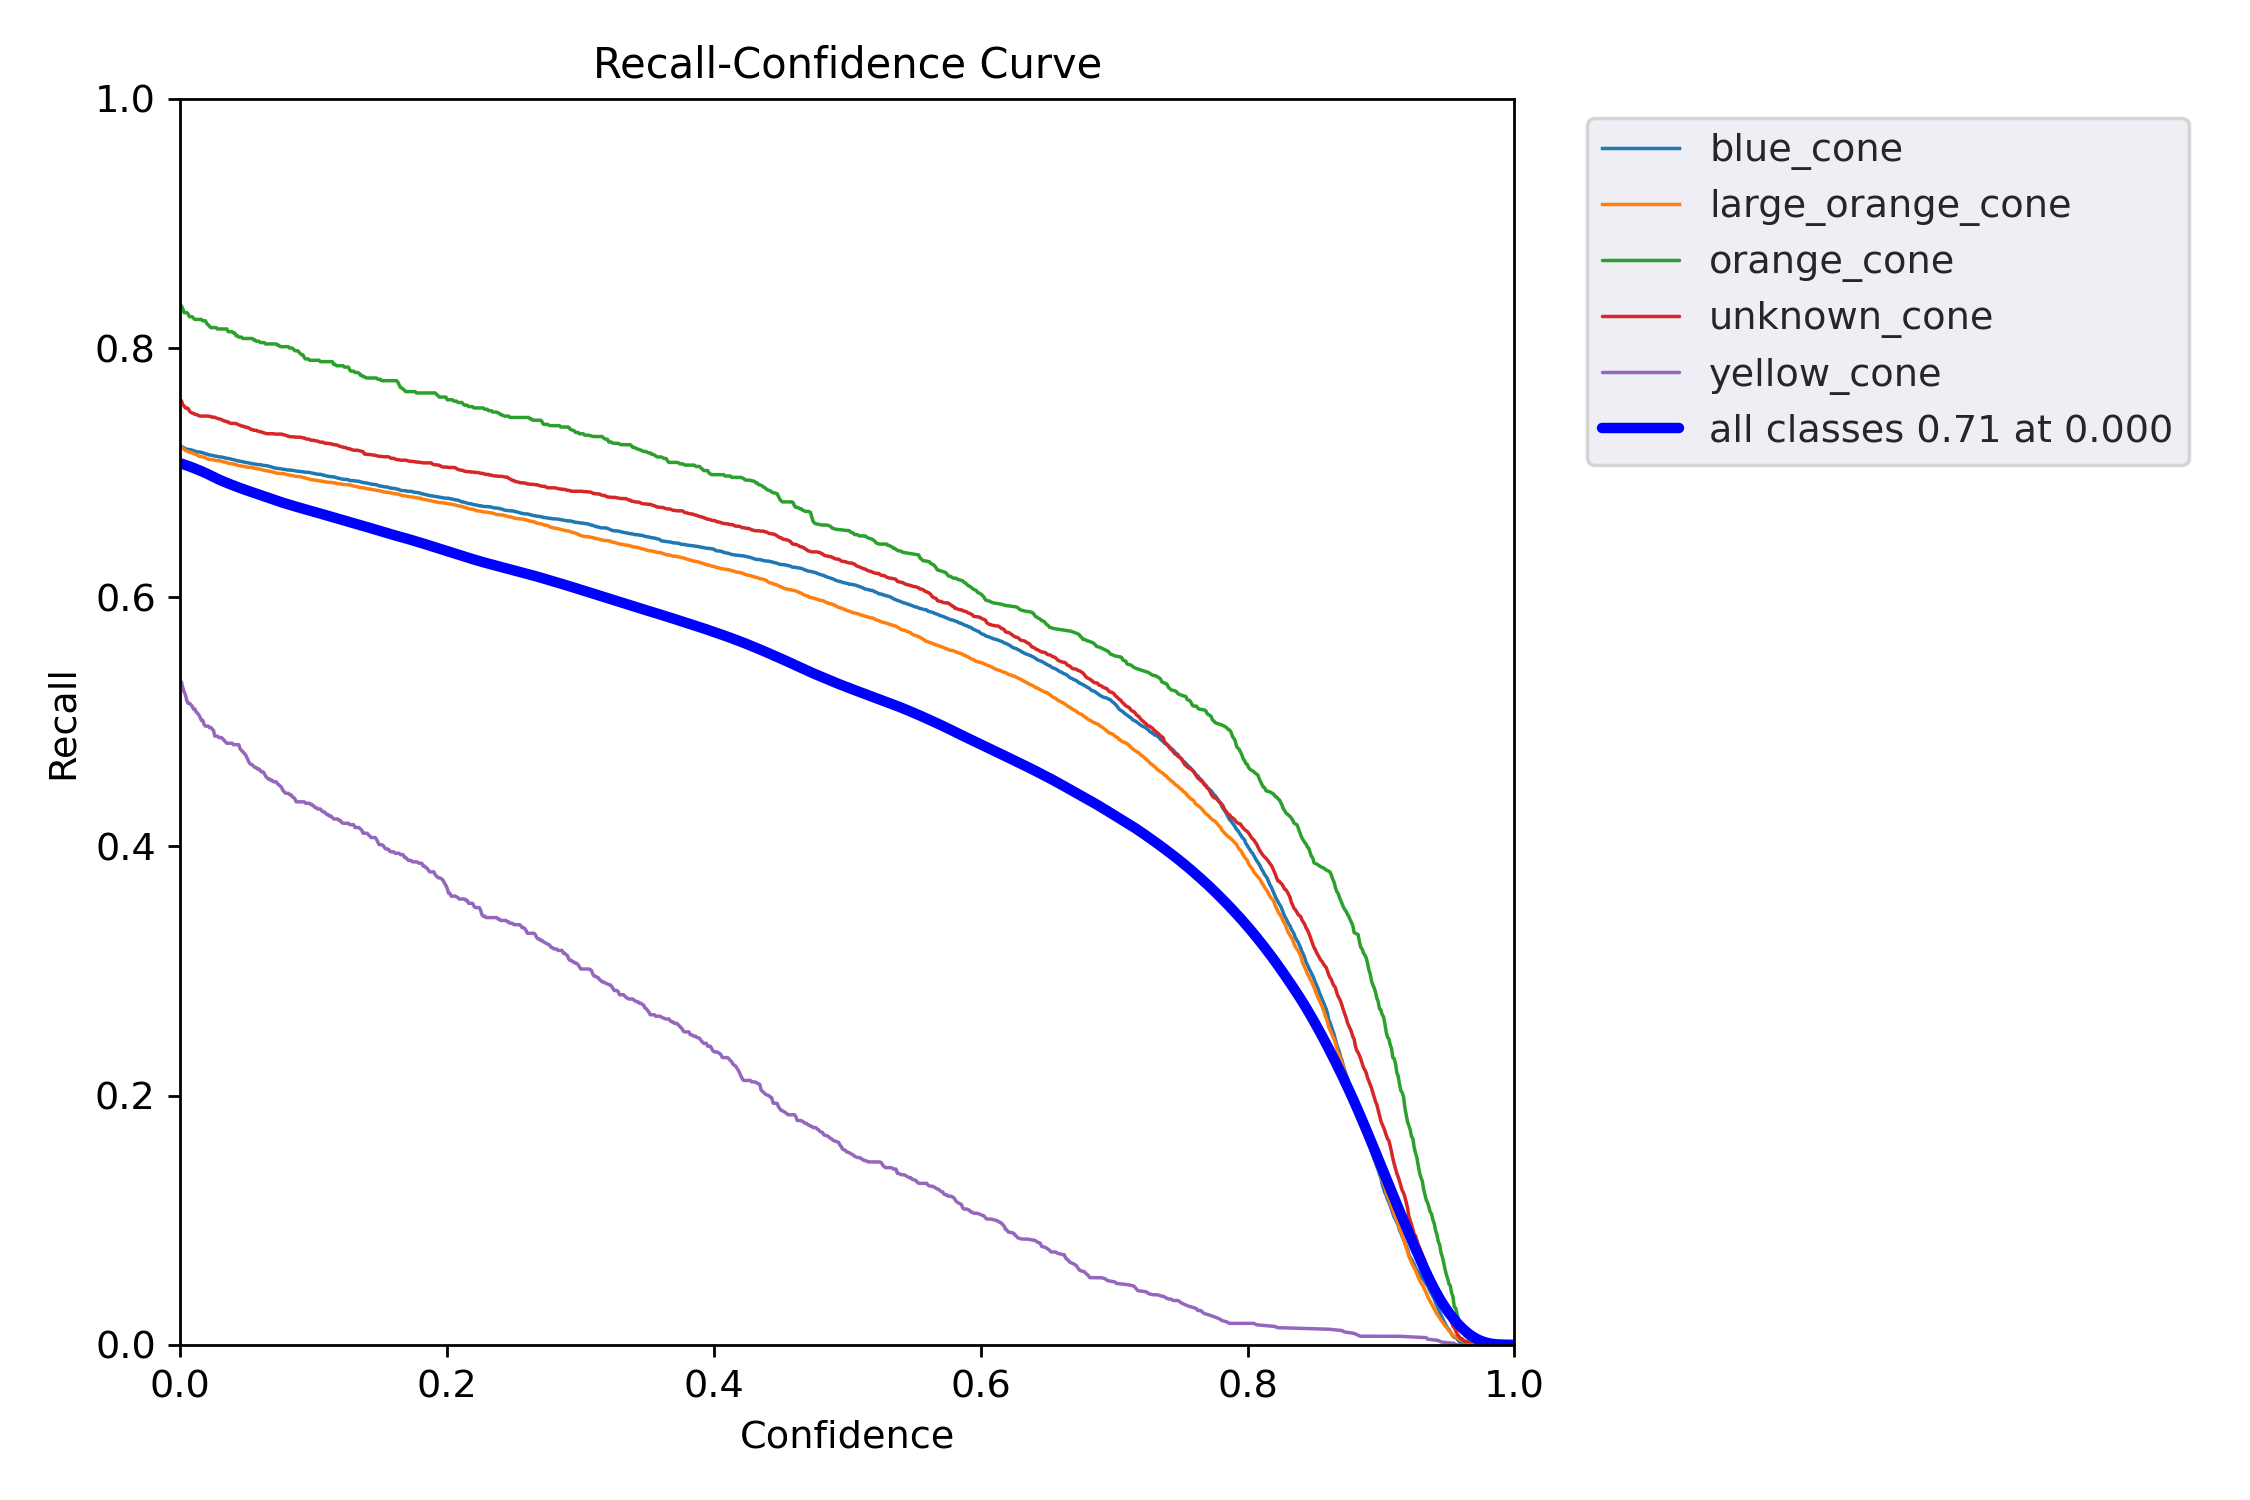 Recall-Confidence Curve
1.0
0.8
0.6
0.4
0.2
0.0
Recall
0.0 0.2 0.4 0.6 0.8 1.0
Confidence
blue_cone
large_orange_cone
orange_cone
unknown_cone
yellow_cone
all classes 0.71 at 0.000